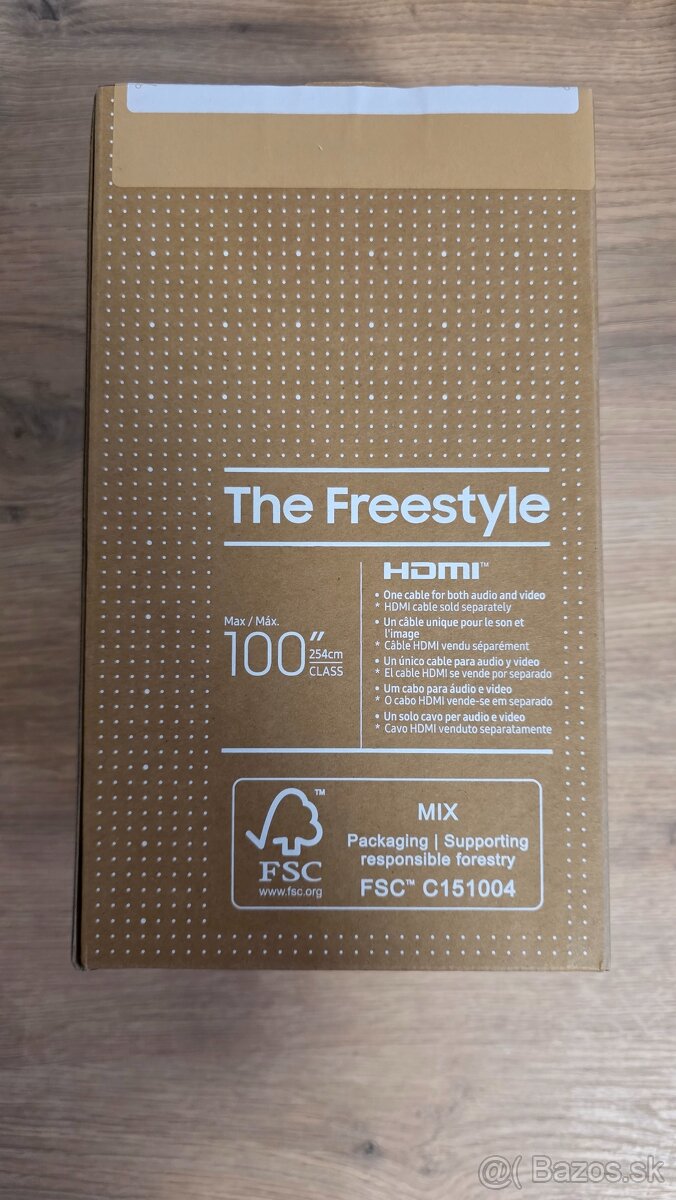 The Freestyle
HDMI™
• One cable for both audio and video
* HDMI cable sold separately
• Un câble unique pour le son et
l'image
* Câble HDMI vendu séparément
• Un único cable para audio y video
* El cable HDMI se vende por separado
• Um cabo para áudio e video
* O cabo HDMI vende-se em separado
• Un solo cavo per audio e video
* Cavo HDMI venduto separatamente
Max / Máx.
100"
254cm
CLASS
™
FSC
www.fsc.org
MIX
Packaging | Supporting
responsible forestry
FSC™ C151004
@( Bazos.sk